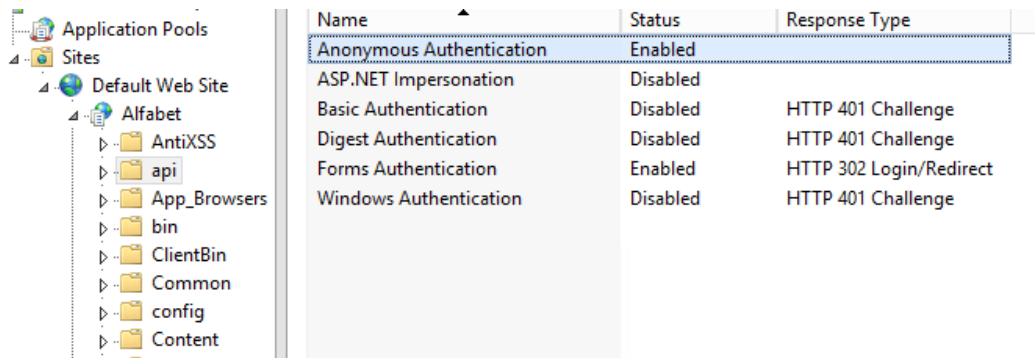 Application Pools
Sites
Default Web Site
Alfabet
AntiXSS
api
App_Browsers
bin
ClientBin
Common
config
Content
Name Status Response Type
Anonymous Authentication Enabled
ASP.NET Impersonation Disabled
Basic Authentication Disabled HTTP 401 Challenge
Digest Authentication Disabled HTTP 401 Challenge
Forms Authentication Enabled HTTP 302 Login/Redirect
Windows Authentication Disabled HTTP 401 Challenge